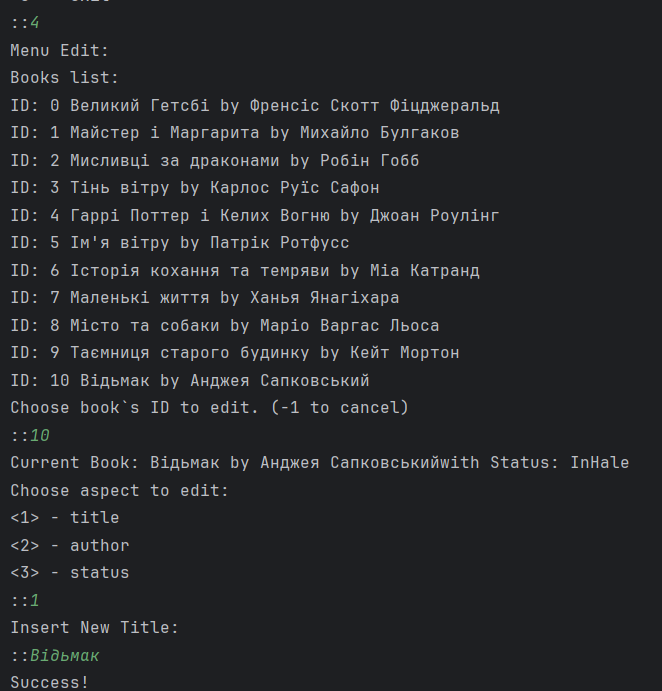 ::4
Menu Edit:
Books list:
ID: 0 Великий Гетсбі by Френсіс Скотт Фіцджеральд
ID: 1 Майстер і Маргарита by Михайло Булгаков
ID: 2 Мисливці за драконами by Робін Гобб
ID: 3 Тінь вітру by Карлос Руїс Сафон
ID: 4 Гаррі Поттер і Келих Вогню by Джоан Роулінг
ID: 5 Ім'я вітру by Патрік Ротфусс
ID: 6 Історія кохання та темряви by Міа Катранд
ID: 7 Маленькі життя by Ханья Янагіхара
ID: 8 Місто та собаки by Маріо Варгас Льоса
ID: 9 Таємниця старого будинку by Кейт Мортон
ID: 10 Відьмак by Анджея Сапковський
Choose book`s ID to edit. (-1 to cancel)
::10
Current Book: Відьмак by Анджея Сапковськийwith Status: InHale
Choose aspect to edit:
<1> - title
<2> - author
<3> - status
::1
Insert New Title:
::Відьмак
Success!